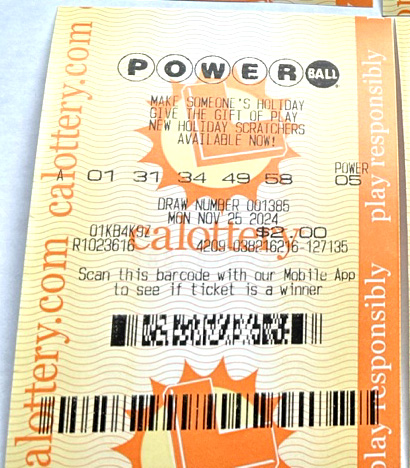 POWERBALL
MAKE SOMEONE'S HOLIDAY
GIVE THE GIFT OF PLAY
NEW HOLIDAY SCRATCHERS
AVAILABLE NOW!
POWER
A 01 31 34 49 58 05
DRAW NUMBER 001385
MON NOV 25 2024
01KB4K9Z $2.00
R1023616 4209-038216216-127135
calottery
Scan this barcode with our Mobile App
to see if ticket is a winner
calottery.com
calottery.com
play responsibly
play responsibly